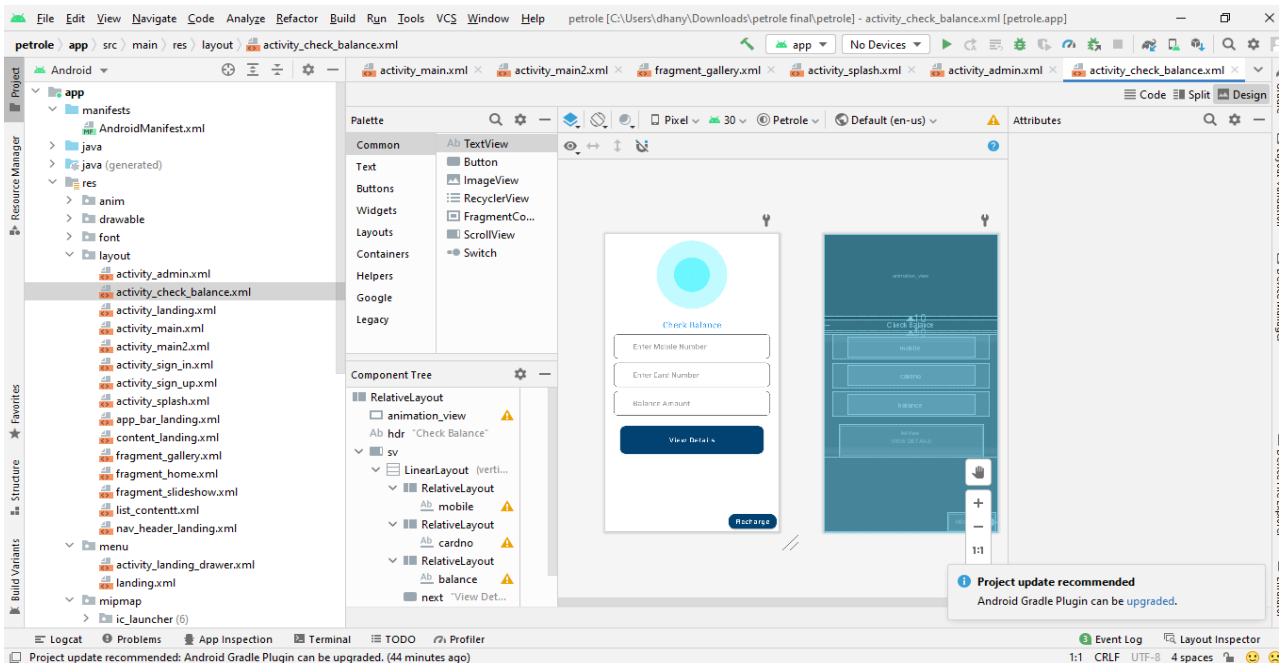 File Edit View Navigate Code Analyze Refactor Build Run Tools VCS Window Help petrole [C:\Users\dhany\Downloads\petrole final\petrole] - activity_check_balance.xml [petrole.app]
petrole app src main res layout activity_check_balance.xml
app No Devices
Android
activity_main.xml activity_main2.xml fragment_gallery.xml activity_splash.xml activity_admin.xml activity_check_balance.xml
Code Split Design
Project
Resource Manager
Favorites
Structure
Build Variants
app
manifests
AndroidManifest.xml
java
java (generated)
res
anim
drawable
font
layout
activity_admin.xml
activity_check_balance.xml
activity_landing.xml
activity_main.xml
activity_main2.xml
activity_sign_in.xml
activity_sign_up.xml
activity_splash.xml
app_bar_landing.xml
content_landing.xml
fragment_gallery.xml
fragment_home.xml
fragment_slideshow.xml
list_contentt.xml
nav_header_landing.xml
menu
activity_landing_drawer.xml
landing.xml
mipmap
ic_launcher (6)
Palette
Common
Text
Buttons
Widgets
Layouts
Containers
Helpers
Google
Legacy
Ab TextView
Button
ImageView
RecyclerView
FragmentCo...
ScrollView
Switch
Component Tree
RelativeLayout
animation_view
Ab hdr "Check Balance"
sv
LinearLayout (verti...
RelativeLayout
Ab mobile
RelativeLayout
Ab cardno
RelativeLayout
Ab balance
next "View Det...
Pixel 30 Petrole Default (en-us)
Check Balance
Enter Mobile Number
Enter Card Number
Balance Amount
View Details
Recharge
animation_view
Check Balance
mobile
cardno
balance
VIEW DETAILS
1:1
Attributes
Project update recommended
Android Gradle Plugin can be upgraded.
Logcat Problems App Inspection Terminal TODO Profiler
3 Event Log Layout Inspector
Project update recommended: Android Gradle Plugin can be upgraded. (44 minutes ago)
1:1 CRLF UTF-8 4 spaces